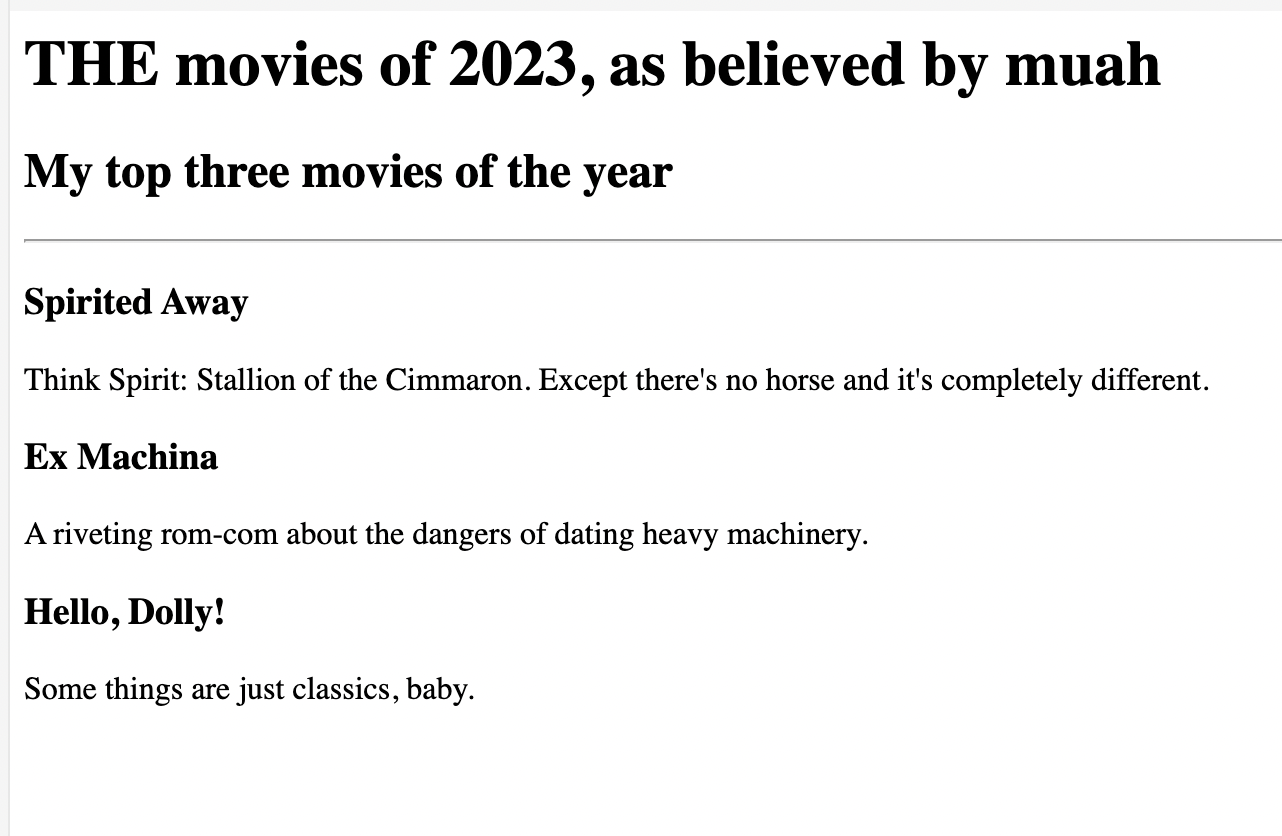 THE movies of 2023, as believed by muah
My top three movies of the year
Spirited Away
Think Spirit: Stallion of the Cimmaron. Except there's no horse and it's completely different.
Ex Machina
A riveting rom-com about the dangers of dating heavy machinery.
Hello, Dolly!
Some things are just classics, baby.